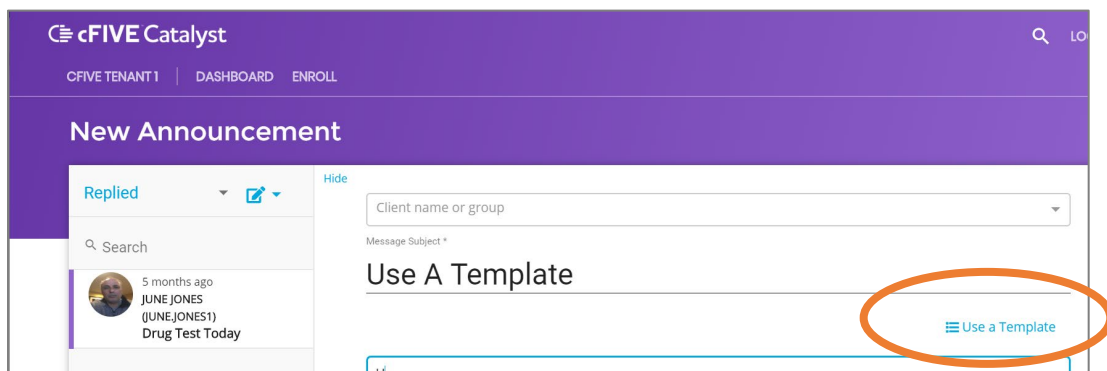 cFIVE Catalyst
LO
CFIVE TENANT 1 DASHBOARD ENROLL
New Announcement
Replied
Hide
Client name or group
Search
Message Subject *
Use A Template
5 months ago
JUNE JONES
(JUNE.JONES1)
Drug Test Today
Use a Template